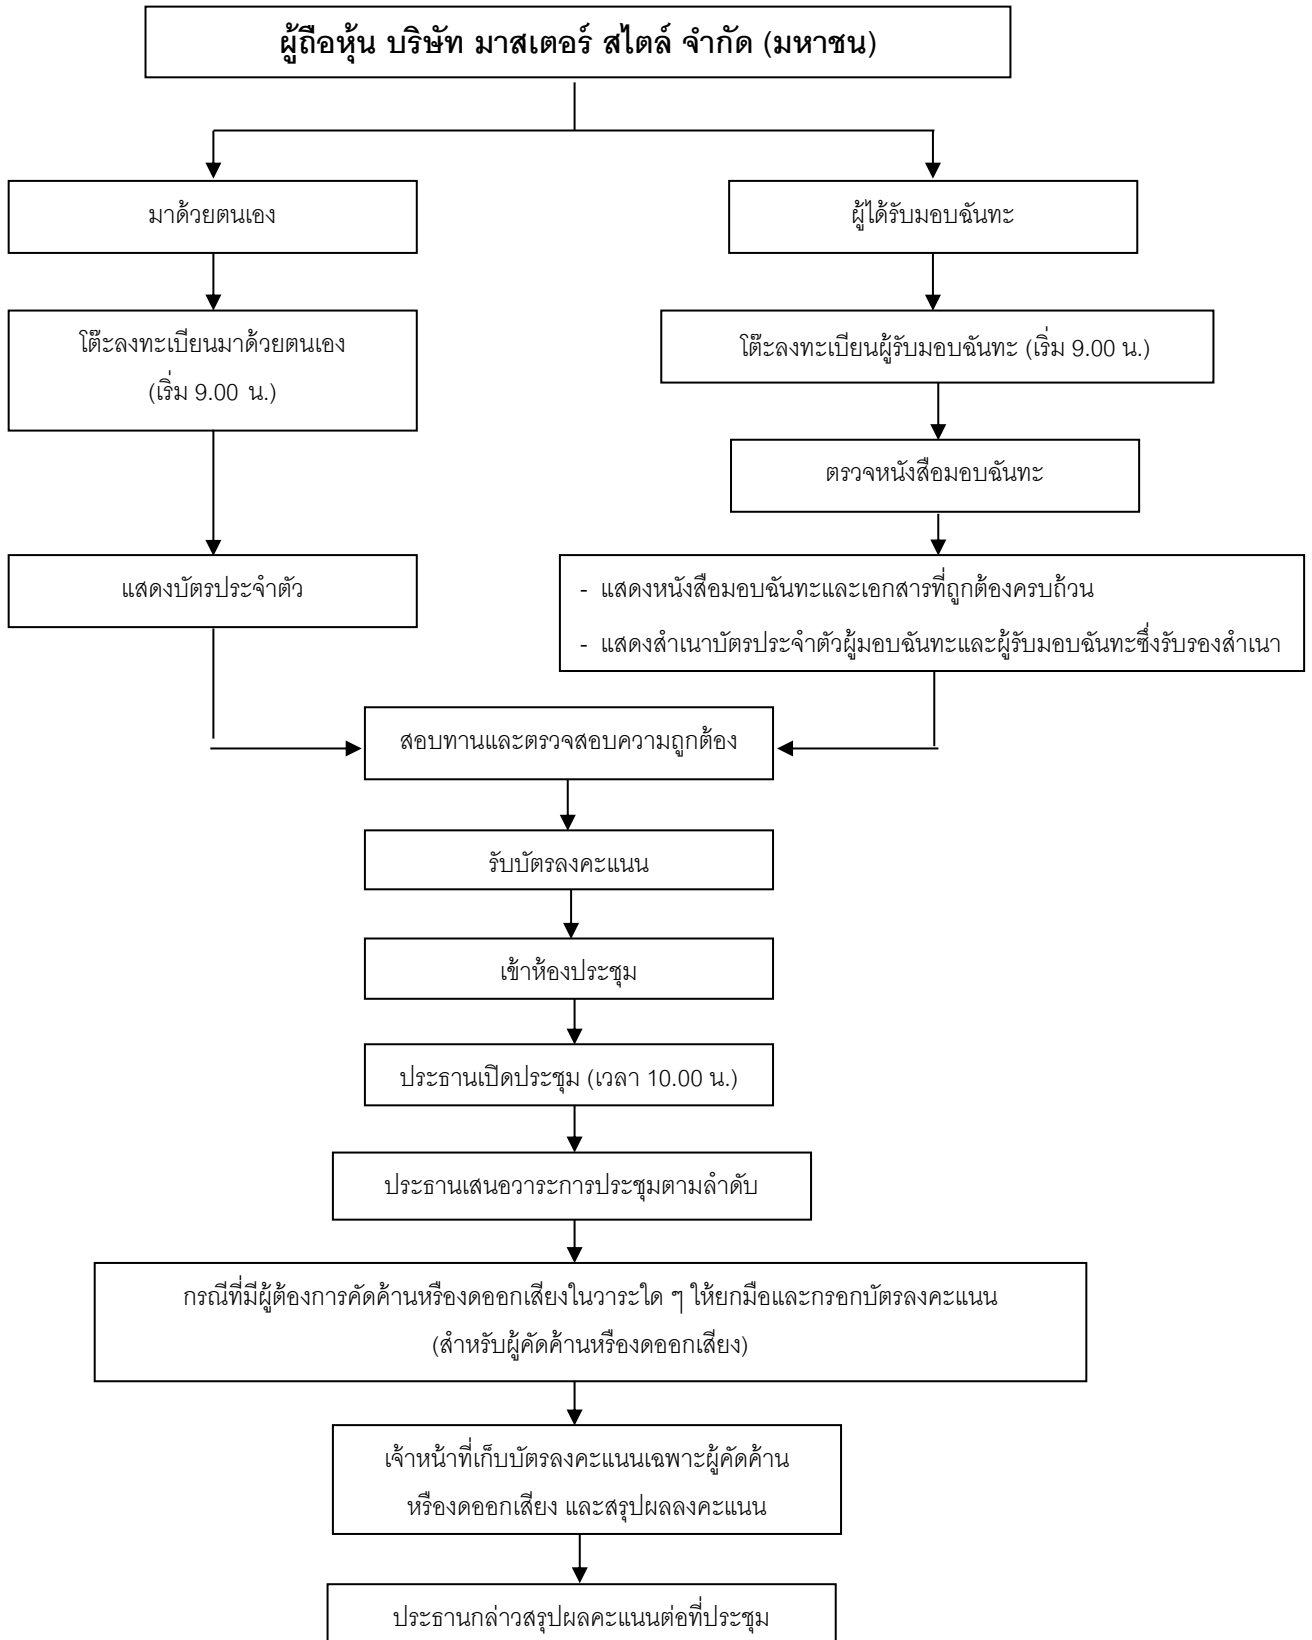 ผู้ถือหุ้น บริษัท มาสเตอร์ สไตล์ จำกัด (มหาชน)
มาด้วยตนเอง
ผู้ได้รับมอบฉันทะ
โต๊ะลงทะเบียนมาด้วยตนเอง
(เริ่ม 9.00 น.)
โต๊ะลงทะเบียนผู้รับมอบฉันทะ (เริ่ม 9.00 น.)
ตรวจหนังสือมอบฉันทะ
แสดงบัตรประจำตัว
- แสดงหนังสือมอบฉันทะและเอกสารที่ถูกต้องครบถ้วน
- แสดงสำเนาบัตรประจำตัวผู้มอบฉันทะและผู้รับมอบฉันทะซึ่งรับรองสำเนา
สอบทานและตรวจสอบความถูกต้อง
รับบัตรลงคะแนน
เข้าห้องประชุม
ประธานเปิดประชุม (เวลา 10.00 น.)
ประธานเสนอวาระการประชุมตามลำดับ
กรณีที่มีผู้ต้องการคัดค้านหรืองดออกเสียงในวาระใด ๆ ให้ยกมือและกรอกบัตรลงคะแนน
(สำหรับผู้คัดค้านหรืองดออกเสียง)
เจ้าหน้าที่เก็บบัตรลงคะแนนเฉพาะผู้คัดค้าน
หรืองดออกเสียง และสรุปผลลงคะแนน
ประธานกล่าวสรุปผลคะแนนต่อที่ประชุม